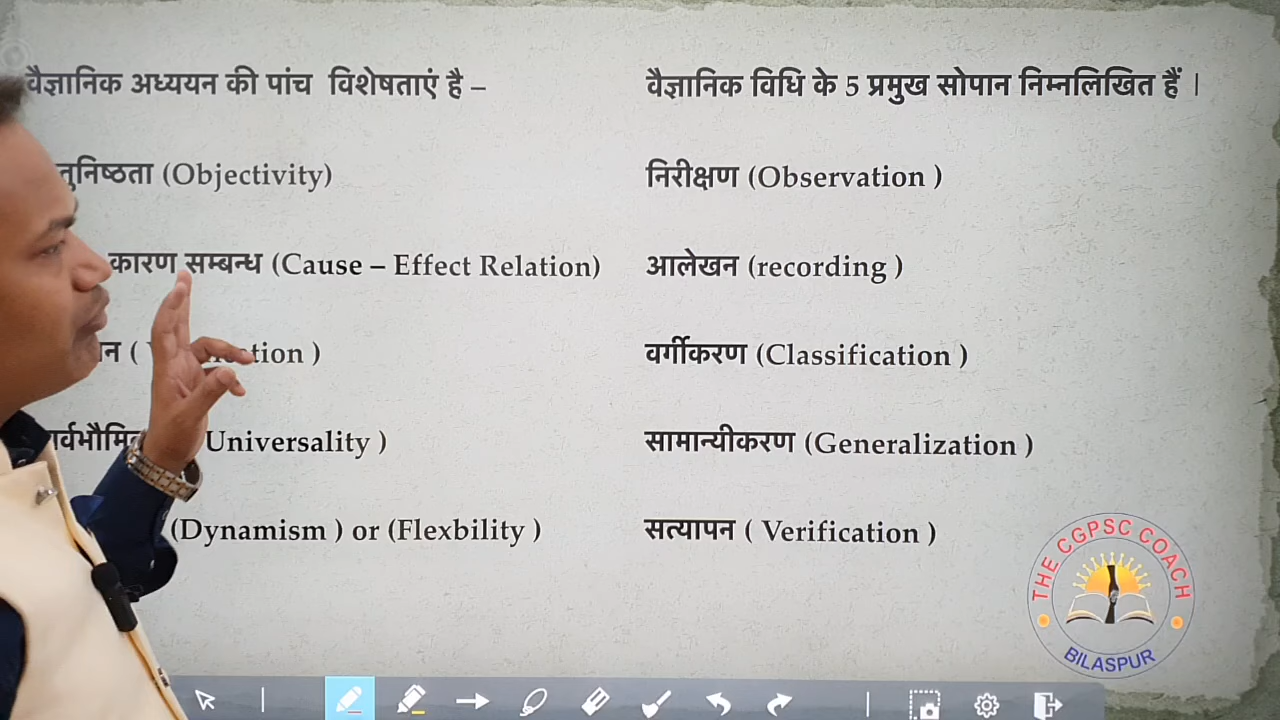 वैज्ञानिक अध्ययन की पांच विशेषताएं है –
(Objectivity)
कारण सम्बन्ध (Cause – Effect Relation)
Universality )
(Dynamism ) or (Flexbility )
वैज्ञानिक विधि के 5 प्रमुख सोपान निम्नलिखित हैं |
निरीक्षण (Observation )
आलेखन (recording )
वर्गीकरण (Classification )
सामान्यीकरण (Generalization )
सत्यापन ( Verification )
THE CGPSC COACH
BILASPUR